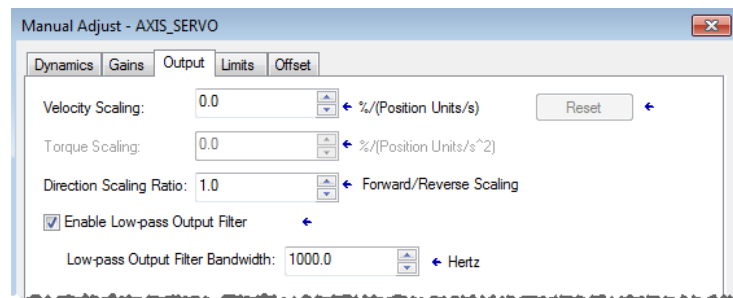 Manual Adjust - AXIS_SERVO
Dynamics Gains Output Limits Offset
Velocity Scaling: 0.0 %/(Position Units/s) Reset
Torque Scaling: 0.0 %/(Position Units/s^2)
Direction Scaling Ratio: 1.0 Forward/Reverse Scaling
Enable Low-pass Output Filter
Low-pass Output Filter Bandwidth: 1000.0 Hertz